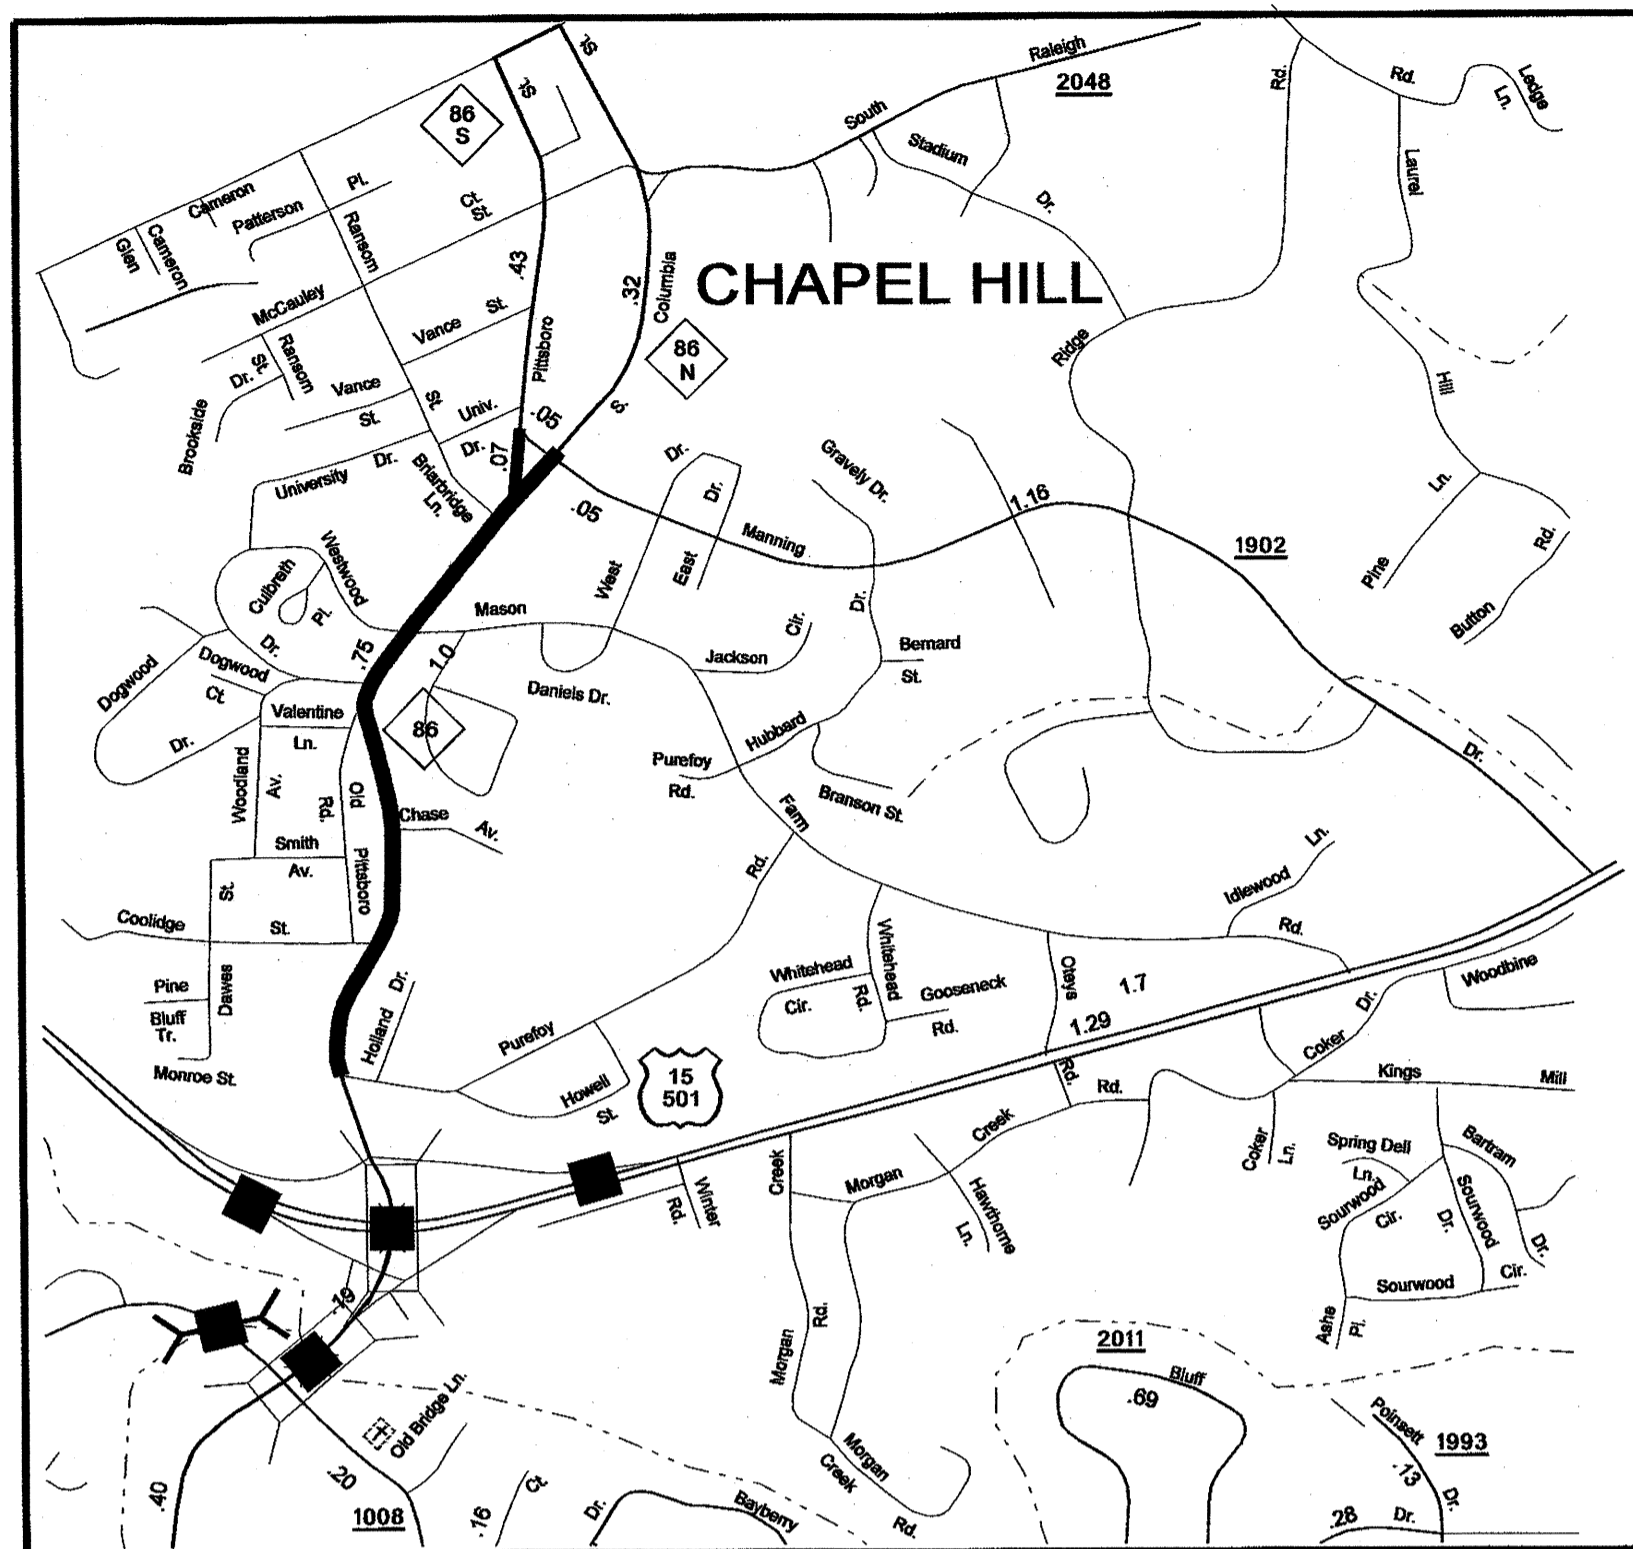 St.
St.
Raleigh
2048
Rd.
Rd.
Ledge
Ln.
86
S
South
Stadium
Laurel
Cameron
Pl.
Patterson
Ct.
St.
Dr.
Glen
Cameron
Ransom
.43
.32
Columbia
CHAPEL HILL
McCauley
Vance
St.
Pittsboro
86
N
Ridge
Dr.
St.
Ransom
Vance
St.
St.
Univ.
.05
S.
Hill
Brookside
Dr.
.07
University
Dr.
Briarbridge
Ln.
Dr.
Dr.
Gravely Dr.
.05
Manning
1.16
1902
Ln.
Pine
Rd.
Button
Culbreth
Westwood
Pl.
Dr.
West
East
Mason
Cir.
Dr.
.75
1.0
Jackson
Bernard
St.
Dogwood
Dogwood
Ct.
Dr.
Daniels Dr.
Valentine
Ln.
86
Hubbard
Purefoy
Rd.
Dr.
Woodland
Av.
Rd.
Old
Branson St.
Chase
Av.
Farm
Smith
Av.
Pittsboro
Rd.
Ln.
Idlewood
Rd.
Coolidge
St.
St.
Whitehead
Cir.
Whitehead
Rd.
Gooseneck
Rd.
Oteys
1.7
1.29
Woodbine
Dr.
Coker
Pine
Bluff
Tr.
Dawes
Holland
Dr.
Purefoy
Monroe St.
Howell
St.
15
501
Rd.
Rd.
Kings
Mill
Creek
Coker
Ln.
Spring Dell
Ln.
Bartram
Creek
Morgan
Hawthorne
Ln.
Winter
Rd.
Sourwood
Cir.
Sourwood
Dr.
Dr.
Sourwood
Cir.
.19
Rd.
Morgan
Ashe
Pl.
2011
Bluff
.69
Old Bridge Ln.
Poinsett
1993
.13
Dr.
.40
.20
1008
.16
Ct.
Dr.
Bayberry
Morgan
Creek
Rd.
.28
Dr.